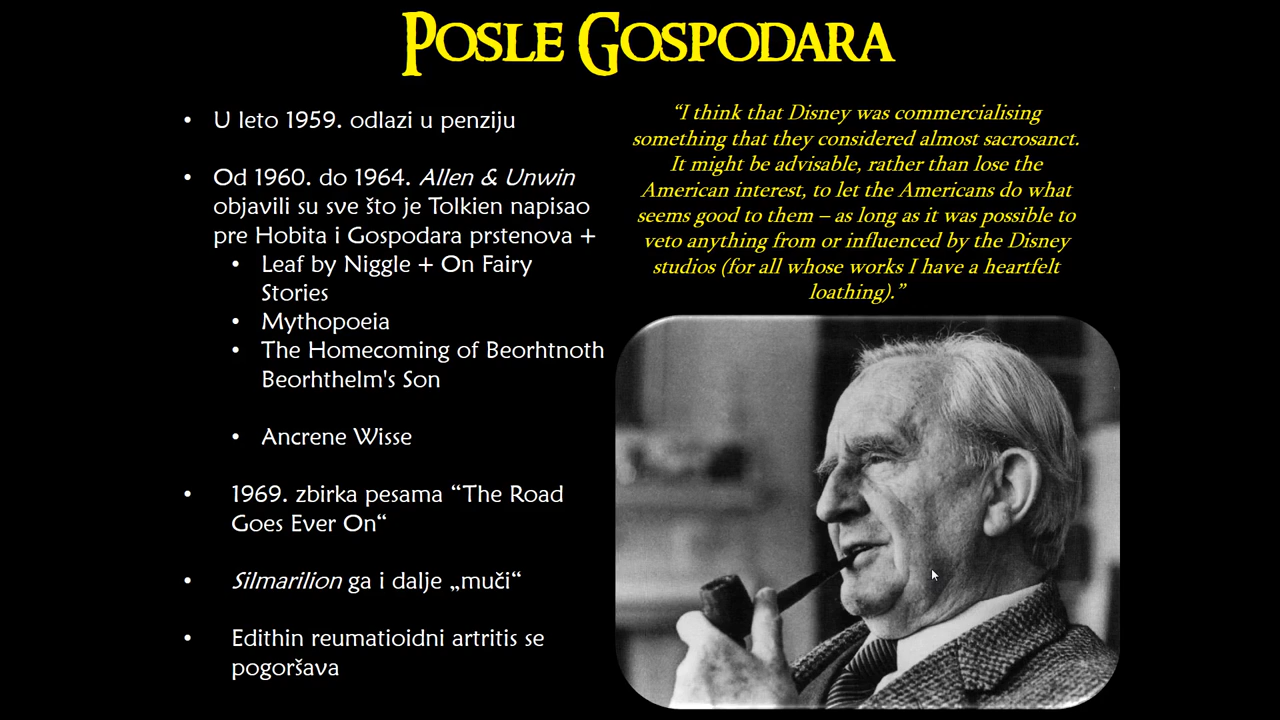 Posle Gospodara
• U leto 1959. odlazi u penziju
• Od 1960. do 1964. Allen & Unwin
objavili su sve što je Tolkien napisao
pre Hobita i Gospodara prstenova +
• Leaf by Niggle + On Fairy
Stories
• Mythopoeia
• The Homecoming of Beorhtnoth
Beorhthelm's Son
• Ancrene Wisse
• 1969. zbirka pesama “The Road
Goes Ever On“
• Silmarilion ga i dalje „muči“
• Edithin reumatioidni artritis se
pogoršava
“I think that Disney was commercialising
something that they considered almost sacrosanct.
It might be advisable, rather than lose the
American interest, to let the Americans do what
seems good to them – as long as it was possible to
veto anything from or influenced by the Disney
studios (for all whose works I have a heartfelt
loathing).”